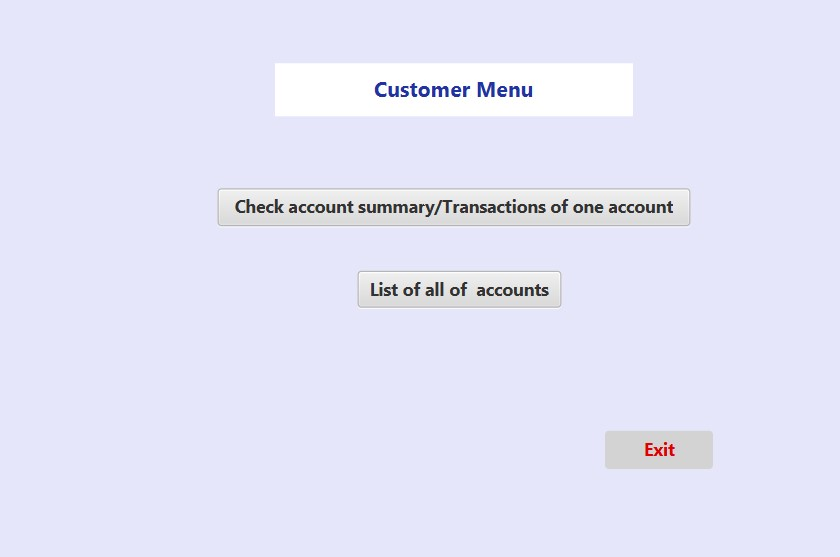 Customer Menu
Check account summary/Transactions of one account
List of all of  accounts
Exit